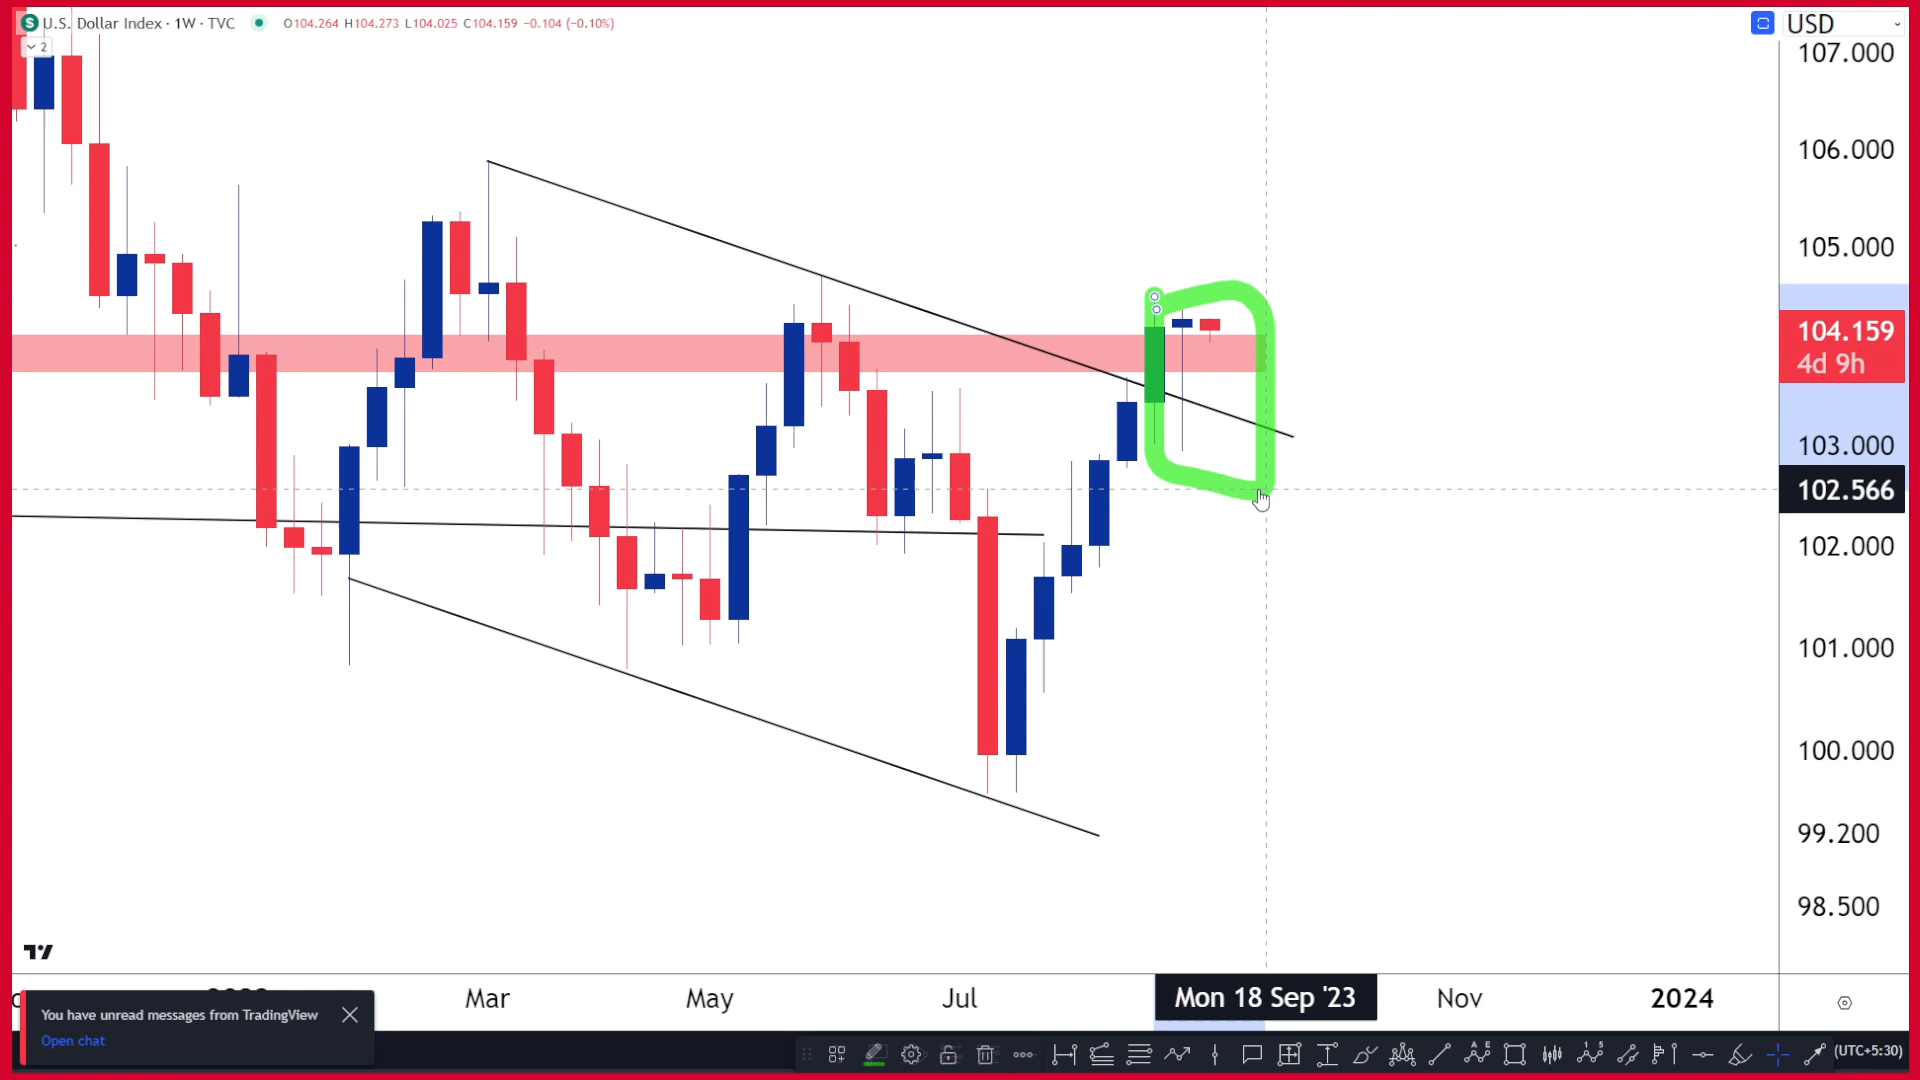 S U.S. Dollar Index · 1W · TVC O104.264 H104.273 L104.025 C104.159 −0.104 (−0.10%)
2
USD
107.000
106.000
105.000
104.159
4d 9h
103.000
102.566
102.000
101.000
100.000
99.200
98.500
Mar May Jul Mon 18 Sep '23 Nov 2024
You have unread messages from TradingView
Open chat
(UTC+5:30)